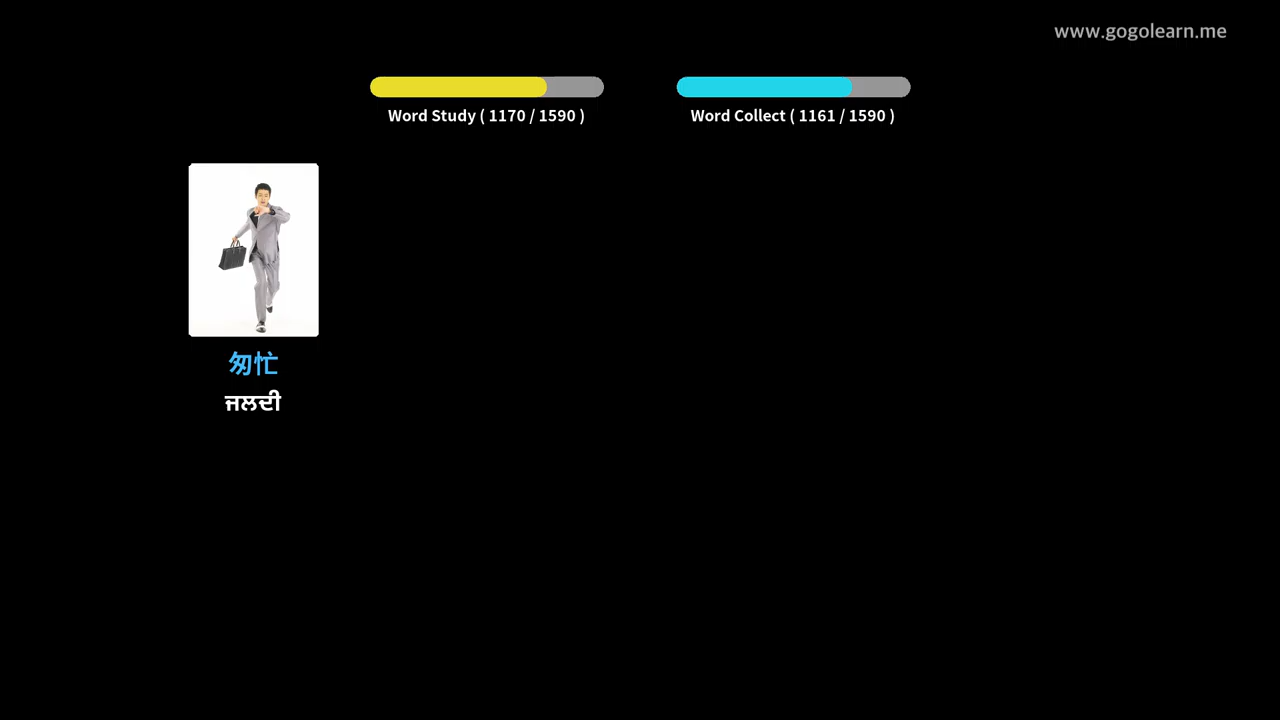 www.gogolearn.me
Word Study ( 1170 / 1590 )
Word Collect ( 1161 / 1590 )
匆忙
ਜਲਦੀ